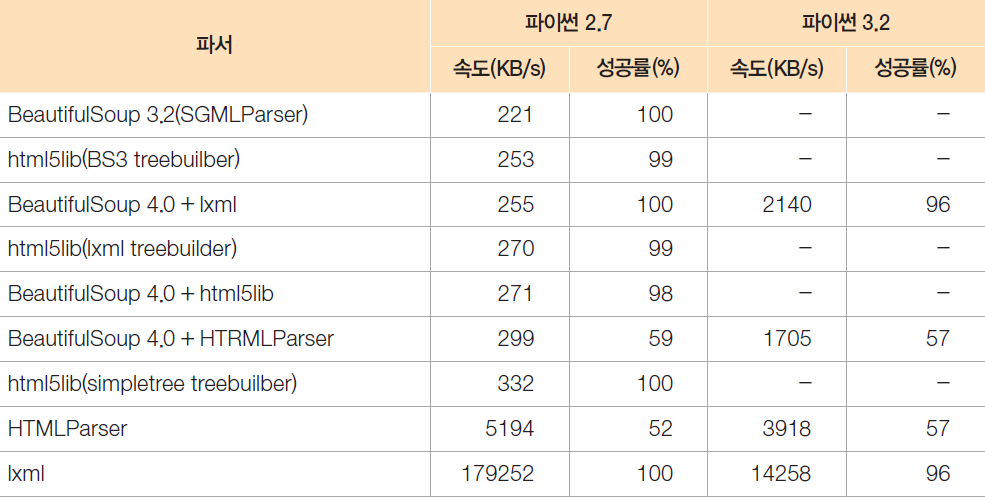 파서 파이썬 2.7 파이썬 3.2
속도(KB/s) 성공률(%) 속도(KB/s) 성공률(%)
BeautifulSoup 3.2(SGMLParser) 221 100 – –
html5lib(BS3 treebuilber) 253 99 – –
BeautifulSoup 4.0 + lxml 255 100 2140 96
html5lib(lxml treebuilder) 270 99 – –
BeautifulSoup 4.0 + html5lib 271 98 – –
BeautifulSoup 4.0 + HTRMLParser 299 59 1705 57
html5lib(simpletree treebuilber) 332 100 – –
HTMLParser 5194 52 3918 57
lxml 179252 100 14258 96